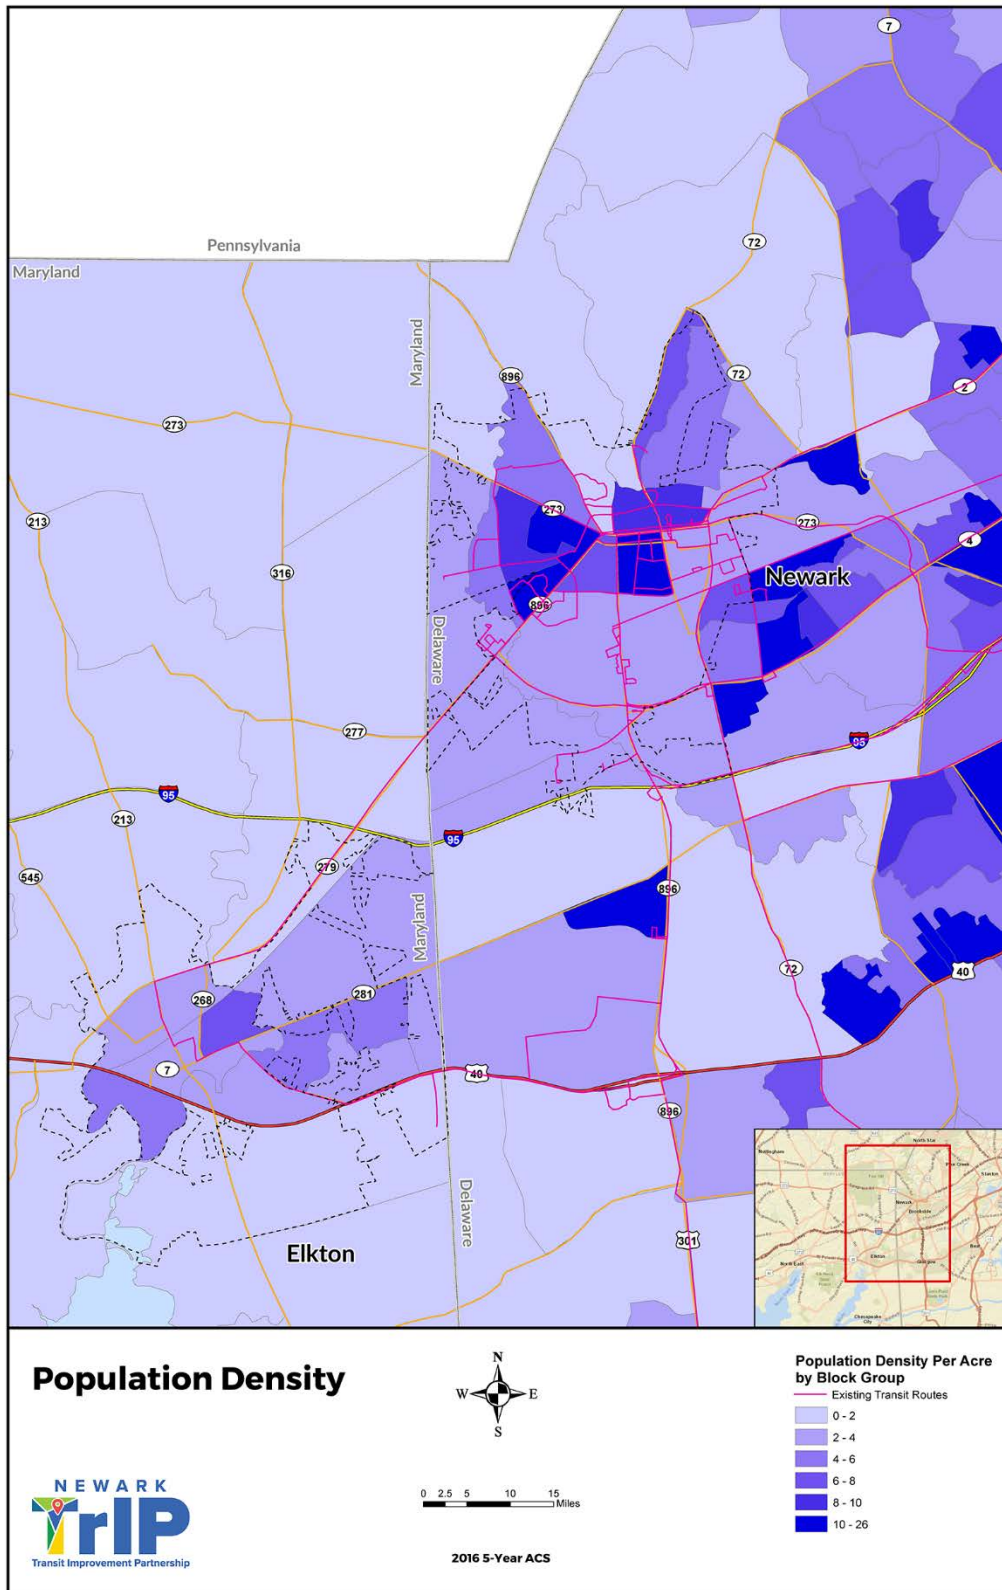 7
72
Pennsylvania
Maryland
Maryland
2
896
72
273
213
273
273
4
316
Newark
896
Delaware
277
95
95
213
95
279
545
896
Maryland
72
40
268
281
7
40
896
Delaware
301
Elkton
Newark
Elkton
Population Density
N
W
E
S
0 2.5 5 10 15
Miles
2016 5-Year ACS
NEWARK
TrIP
Transit Improvement Partnership
Population Density Per Acre
by Block Group
Existing Transit Routes
0 - 2
2 - 4
4 - 6
6 - 8
8 - 10
10 - 26